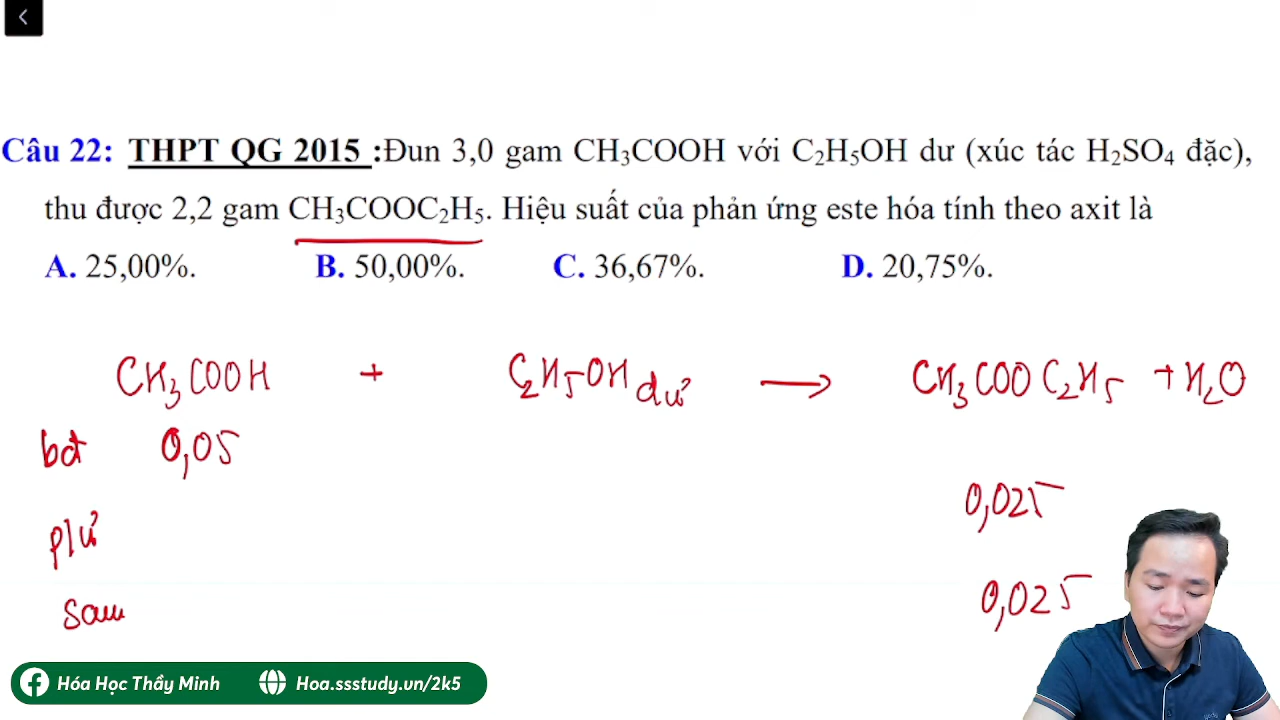 Câu 22: THPT QG 2015 :Đun 3,0 gam CH₃COOH với C₂H₅OH dư (xúc tác H₂SO₄ đặc),
thu được 2,2 gam CH₃COOC₂H₅. Hiệu suất của phản ứng este hóa tính theo axit là
A. 25,00%. B. 50,00%. C. 36,67%. D. 20,75%.
CH₃COOH + C₂H₅OH dư → CH₃COOC₂H₅ + H₂O
bđ 0,05
0,025
p/ư
sau 0,025
Hóa Học Thầy Minh Hoa.ssstudy.vn/2k5